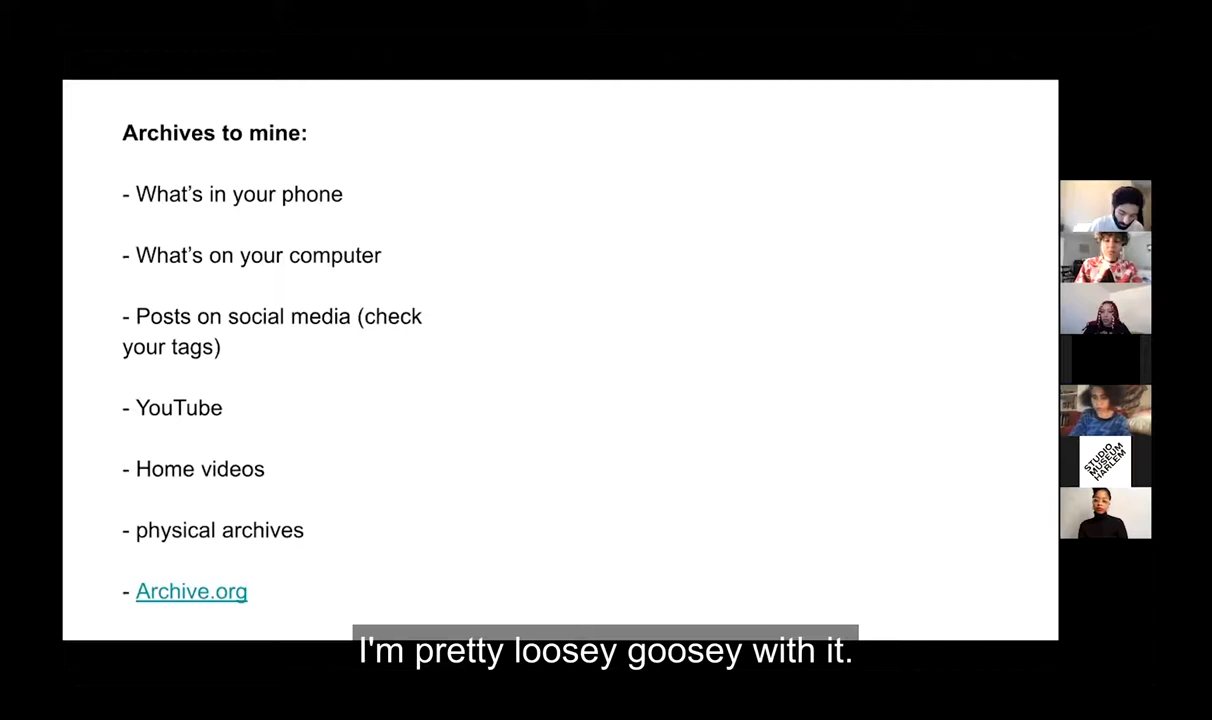 Archives to mine:
- What's in your phone
- What's on your computer
- Posts on social media (check
your tags)
- YouTube
- Home videos
- physical archives
- Archive.org
STUDIO
MUSEUM
HARLEM
I'm pretty loosey goosey with it.